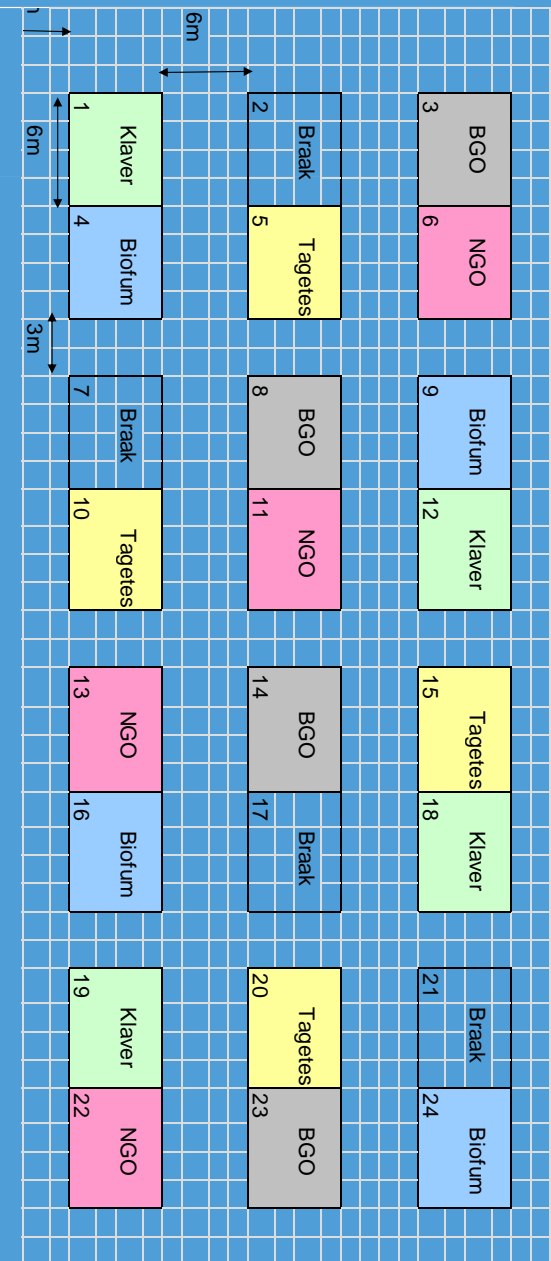 6m
6m
3m
1
Klaver
2
Braak
3
BGO
4
Biofum
5
Tagetes
6
NGO
7
Braak
8
BGO
9
Biofum
10
Tagetes
11
NGO
12
Klaver
13
NGO
14
BGO
15
Tagetes
16
Biofum
17
Braak
18
Klaver
19
Klaver
20
Tagetes
21
Braak
22
NGO
23
BGO
24
Biofum